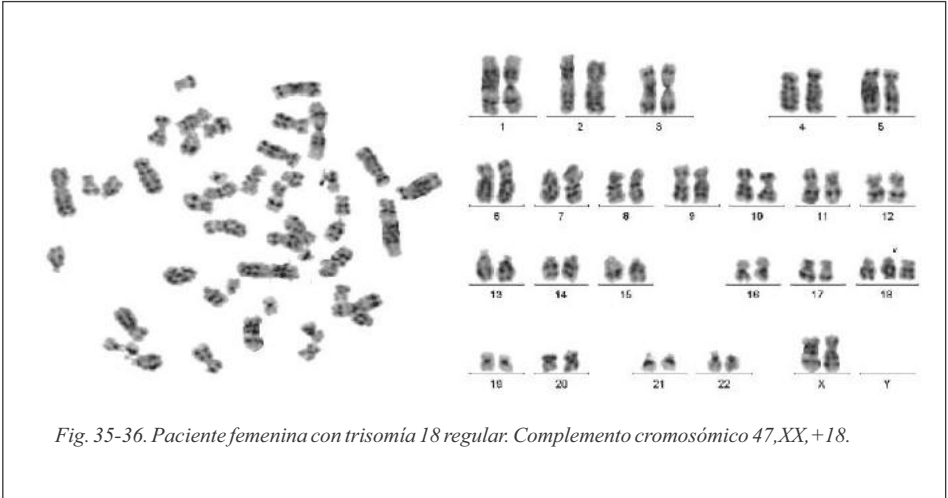 1 2 3 4 5
6 7 8 9 10 11 12
13 14 15 16 17 18
19 20 21 22 X Y
Fig. 35-36. Paciente femenina con trisomía 18 regular. Complemento cromosómico 47,XX,+18.